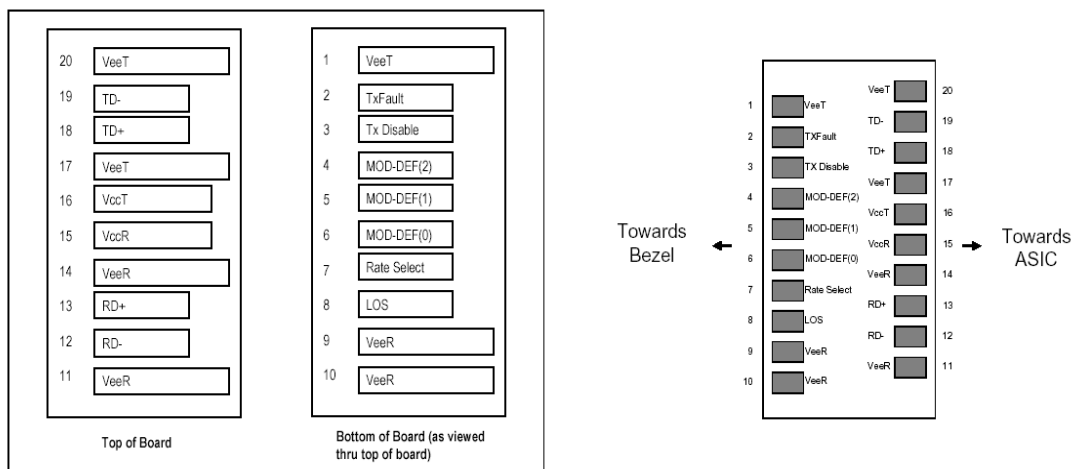 20 VeeT
19 TD-
18 TD+
17 VeeT
16 VccT
15 VccR
14 VeeR
13 RD+
12 RD-
11 VeeR
Top of Board
1 VeeT
2 TxFault
3 Tx Disable
4 MOD-DEF(2)
5 MOD-DEF(1)
6 MOD-DEF(0)
7 Rate Select
8 LOS
9 VeeR
10 VeeR
Bottom of Board (as viewed
thru top of board)
Towards
Bezel
1 VeeT
2 TXFault
3 TX Disable
4 MOD-DEF(2)
5 MOD-DEF(1)
6 MOD-DEF(0)
7 Rate Select
8 LOS
9 VeeR
10 VeeR
VeeT 20
TD- 19
TD+ 18
VeeT 17
VccT 16
VccR 15
VeeR 14
RD+ 13
RD- 12
VeeR 11
Towards
ASIC